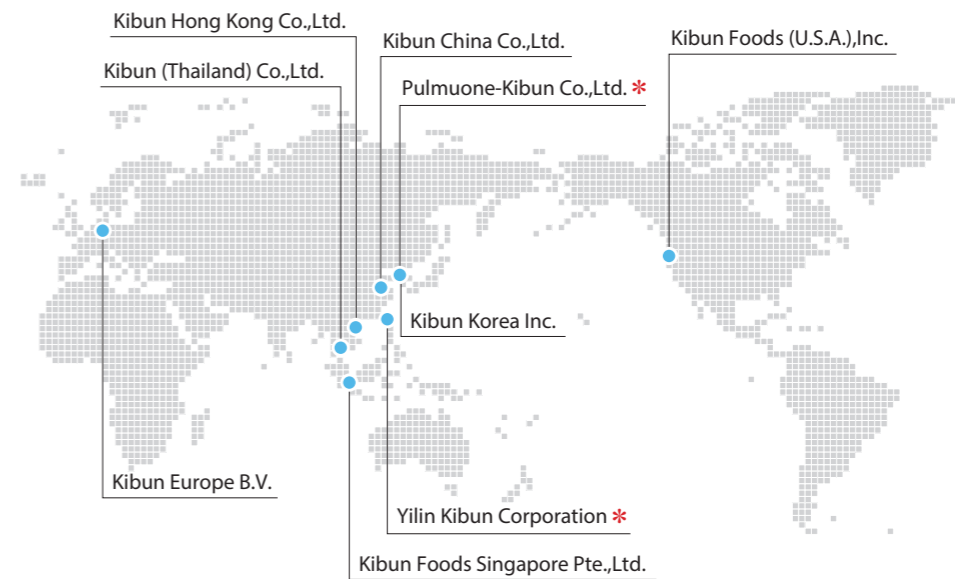 Kibun Hong Kong Co.,Ltd.
Kibun China Co.,Ltd.
Kibun Foods (U.S.A.),Inc.
Kibun (Thailand) Co.,Ltd.
Pulmuone-Kibun Co.,Ltd. *
Kibun Korea Inc.
Kibun Europe B.V.
Yilin Kibun Corporation *
Kibun Foods Singapore Pte.,Ltd.